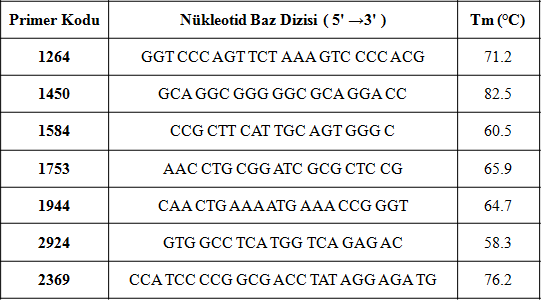 Primer Kodu Nükleotid Baz Dizisi ( 5' →3' ) Tm (°C)
1264 GGT CCC AGT TCT AAA GTC CCC ACG 71.2
1450 GCA GGC GGG GGC GCA GGA CC 82.5
1584 CCG CTT CAT TGC AGT GGG C 60.5
1753 AAC CTG CGG ATC GCG CTC CG 65.9
1944 CAA CTG AAA ATG AAA CCG GGT 64.7
2924 GTG GCC TCA TGG TCA GAG AC 58.3
2369 CCA TCC CCG GCG ACC TAT AGG AGA TG 76.2